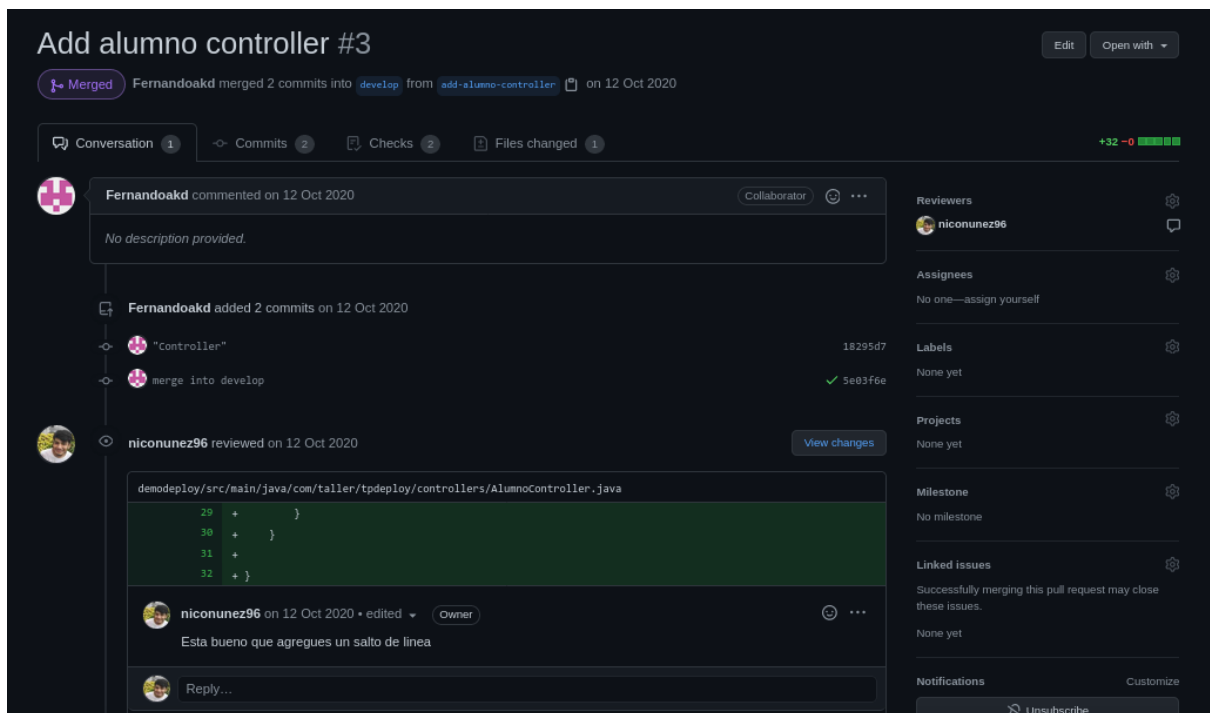 Add alumno controller #3
Edit
Open with
Merged
Fernandoakd merged 2 commits into develop from add-alumno-controller on 12 Oct 2020
Conversation 1
Commits 2
Checks 2
Files changed 1
+32 −0
Fernandoakd commented on 12 Oct 2020
Collaborator
No description provided.
Fernandoakd added 2 commits on 12 Oct 2020
"Controller"
18295d7
merge into develop
5e03f6e
niconunez96 reviewed on 12 Oct 2020
View changes
demodeploy/src/main/java/com/taller/tpdeploy/controllers/AlumnoController.java
29 + }
30 + }
31 +
32 + }
niconunez96 on 12 Oct 2020 • edited
Owner
Esta bueno que agregues un salto de linea
Reply…
Reviewers
niconunez96
Assignees
No one—assign yourself
Labels
None yet
Projects
None yet
Milestone
No milestone
Linked issues
Successfully merging this pull request may close
these issues.
None yet
Notifications
Customize
Unsubscribe